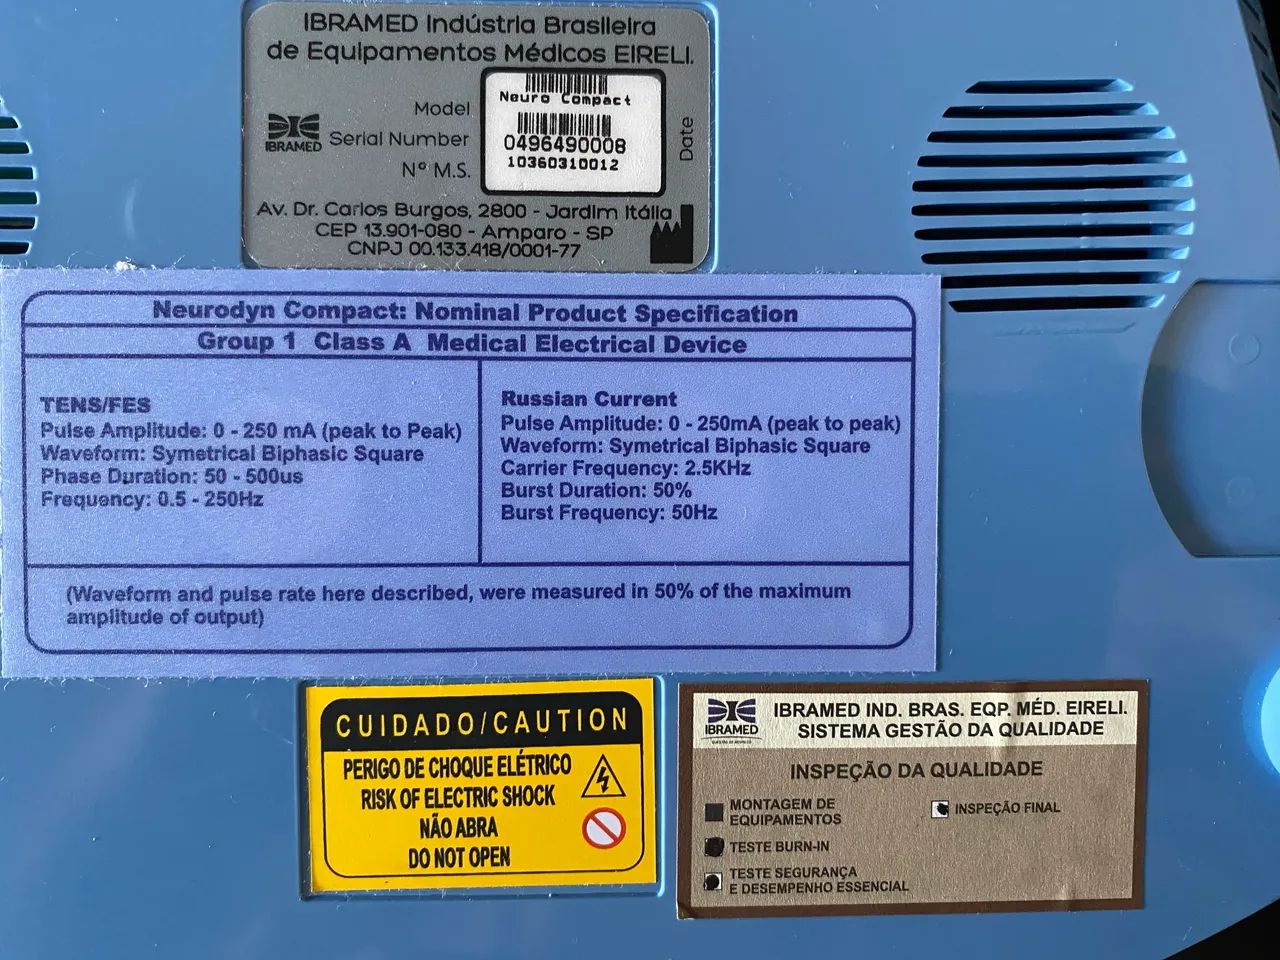 IBRAMED Indústria Brasileira
de Equipamentos Médicos EIRELI.
Model
Neuro Compact
IBRAMED
Serial Number
0496490008
Nº M.S.
10360310012
Date
Av. Dr. Carlos Burgos, 2800 - Jardim Itália
CEP 13.901-080 - Amparo - SP
CNPJ 00.133.418/0001-77
Neurodyn Compact: Nominal Product Specification
Group 1 Class A Medical Electrical Device
TENS/FES
Pulse Amplitude: 0 - 250 mA (peak to Peak)
Waveform: Symetrical Biphasic Square
Phase Duration: 50 - 500us
Frequency: 0.5 - 250Hz
Russian Current
Pulse Amplitude: 0 - 250mA (peak to peak)
Waveform: Symetrical Biphasic Square
Carrier Frequency: 2.5KHz
Burst Duration: 50%
Burst Frequency: 50Hz
(Waveform and pulse rate here described, were measured in 50% of the maximum
amplitude of output)
CUIDADO/CAUTION
PERIGO DE CHOQUE ELÉTRICO
RISK OF ELECTRIC SHOCK
NÃO ABRA
DO NOT OPEN
IBRAMED
IBRAMED IND. BRAS. EQP. MÉD. EIRELI.
SISTEMA GESTÃO DA QUALIDADE
INSPEÇÃO DA QUALIDADE
MONTAGEM DE
EQUIPAMENTOS
TESTE BURN-IN
TESTE SEGURANÇA
E DESEMPENHO ESSENCIAL
INSPEÇÃO FINAL